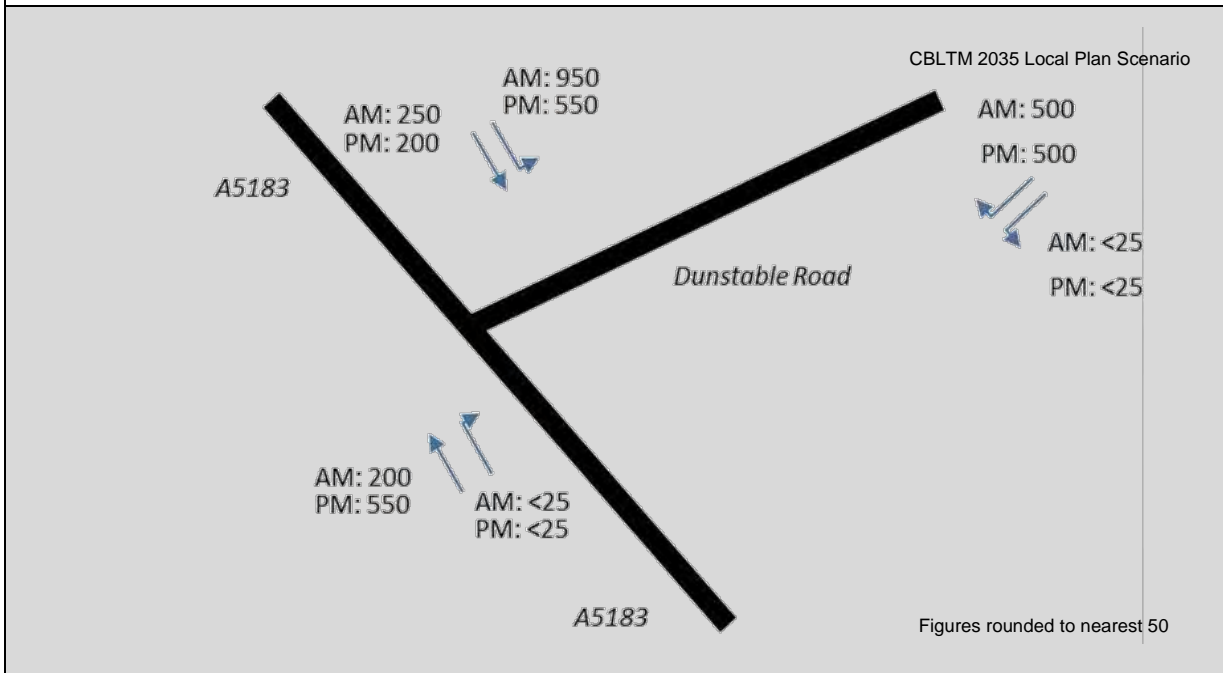 CBLTM 2035 Local Plan Scenario
AM: 950
PM: 550
AM: 250
PM: 200
AM: 500
PM: 500
A5183
AM: <25
PM: <25
Dunstable Road
AM: 200
PM: 550
AM: <25
PM: <25
A5183
Figures rounded to nearest 50